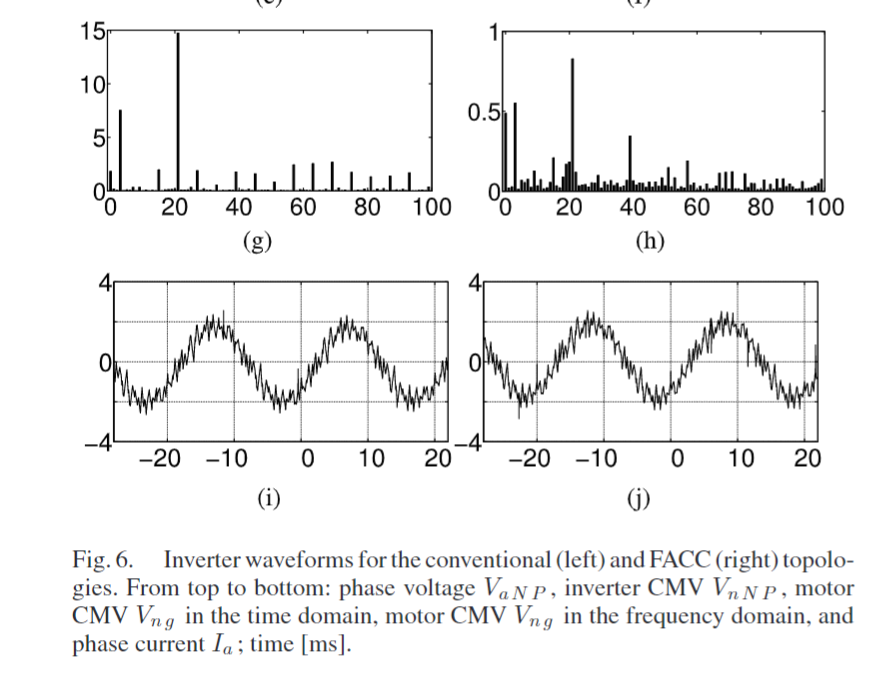 (e) (f)
15 1
10
5 0.5
0 0
0 20 40 60 80 100 0 20 40 60 80 100
(g) (h)
4 4
0 0
−4 −4
−20 −10 0 10 20 −20 −10 0 10 20
(i) (j)
Fig. 6. Inverter waveforms for the conventional (left) and FACC (right) topolo-
gies. From top to bottom: phase voltage VaNP, inverter CMV VnNP, motor
CMV Vng in the time domain, motor CMV Vng in the frequency domain, and
phase current Ia; time [ms].